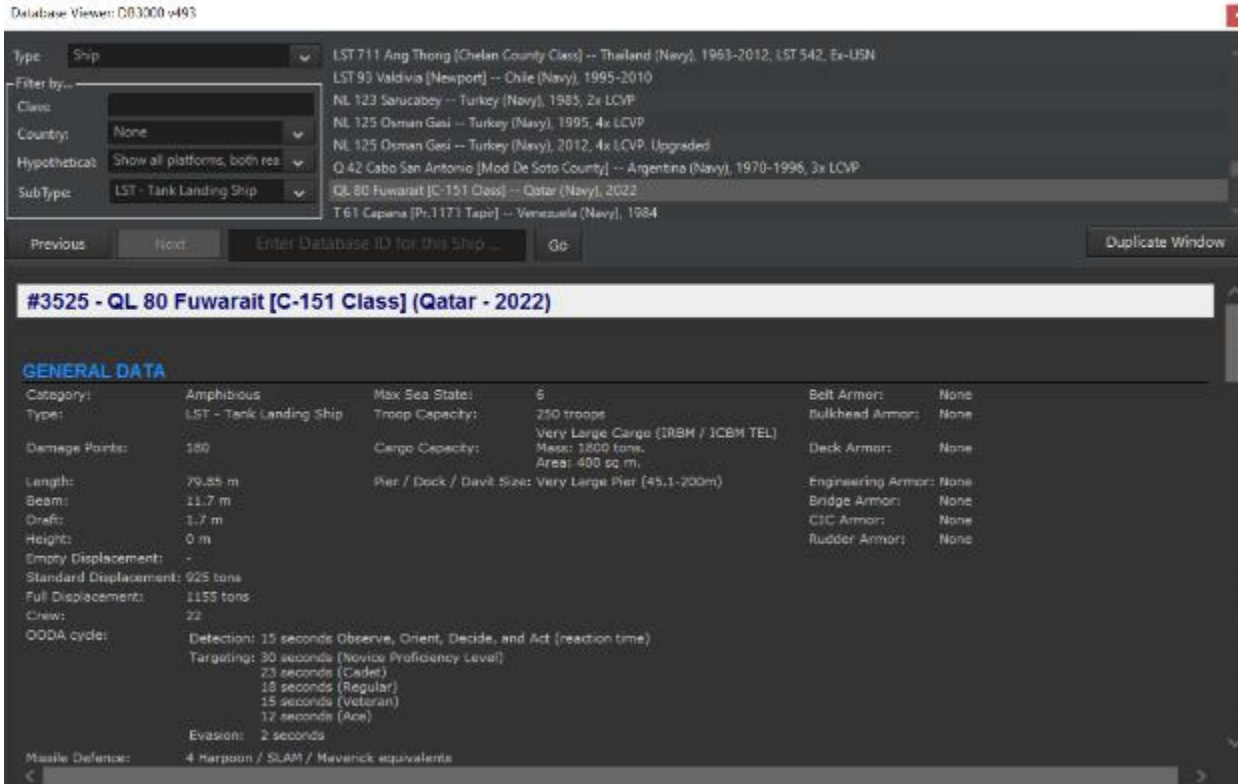 Database Viewer: DB3000 v493
Type Ship
Filter by...
Class:
Country: None
Hypothetical: Show all platforms, both rea
SubType: LST - Tank Landing Ship
LST 711 Ang Thong [Chelan County Class] -- Thailand (Navy), 1963-2012, LST 542, Ex-USN
LST 93 Valdivia [Newport] -- Chile (Navy), 1995-2010
NL 123 Sarucabey -- Turkey (Navy), 1985, 2x LCVP
NL 125 Osman Gasi -- Turkey (Navy), 1995, 4x LCVP
NL 125 Osman Gasi -- Turkey (Navy), 2012, 4x LCVP. Upgraded
Q 42 Cabo San Antonio [Mod De Soto County] -- Argentina (Navy), 1970-1996, 3x LCVP
QL 80 Fuwarait [C-151 Class] -- Qatar (Navy), 2022
T 61 Capana [Pr.1171 Tapir] -- Venezuela (Navy), 1984
Previous Next Enter Database ID for this Ship ... Go Duplicate Window
#3525 - QL 80 Fuwarait [C-151 Class] (Qatar - 2022)
GENERAL DATA
Category: Amphibious Max Sea State: 6 Belt Armor: None
Type: LST - Tank Landing Ship Troop Capacity: 250 troops Bulkhead Armor: None
Damage Points: 180 Cargo Capacity: Very Large Cargo (IRBM / ICBM TEL) Deck Armor: None
Mass: 1800 tons.
Area: 400 sq m.
Length: 79.85 m Pier / Dock / Davit Size: Very Large Pier (45.1-200m) Engineering Armor: None
Beam: 11.7 m Bridge Armor: None
Draft: 1.7 m CIC Armor: None
Height: 0 m Rudder Armor: None
Empty Displacement: -
Standard Displacement: 925 tons
Full Displacement: 1155 tons
Crew: 22
OODA cycle: Detection: 15 seconds Observe, Orient, Decide, and Act (reaction time)
Targeting: 30 seconds (Novice Proficiency Level)
23 seconds (Cadet)
18 seconds (Regular)
15 seconds (Veteran)
12 seconds (Ace)
Evasion: 2 seconds
Missile Defence: 4 Harpoon / SLAM / Maverick equivalents